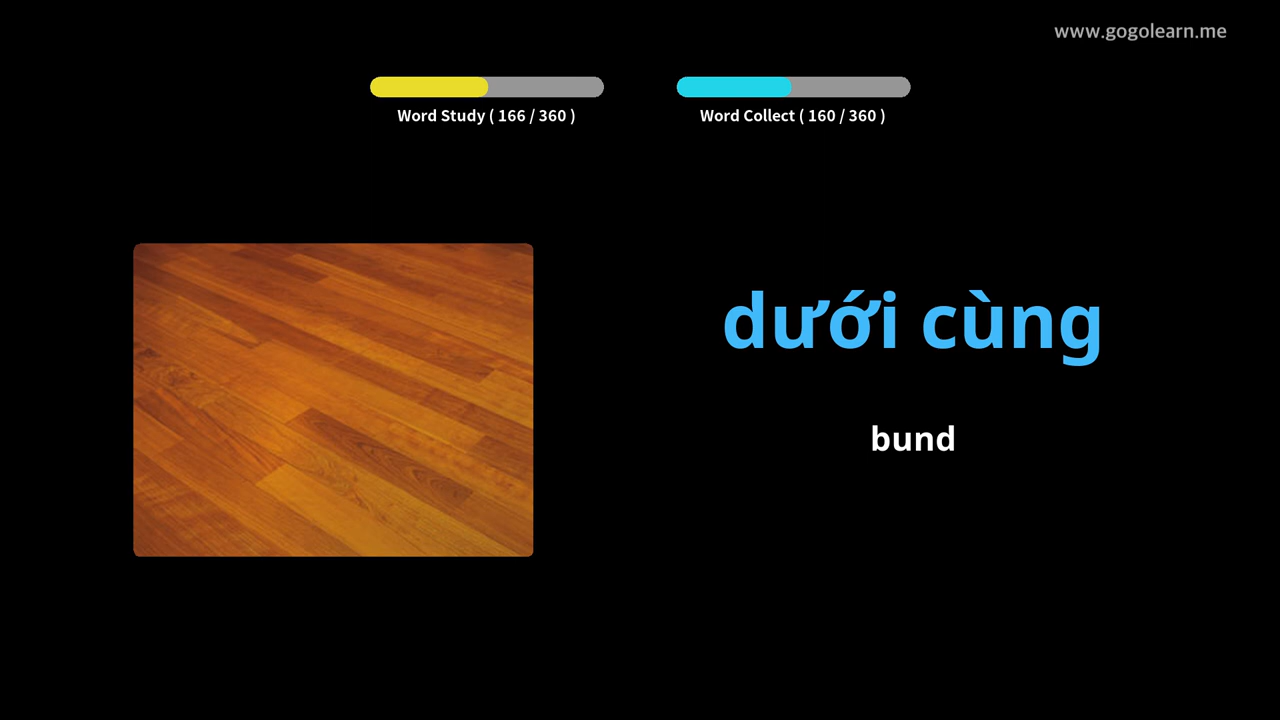 www.gogolearn.me
Word Study ( 166 / 360 )
Word Collect ( 160 / 360 )
dưới cùng
bund